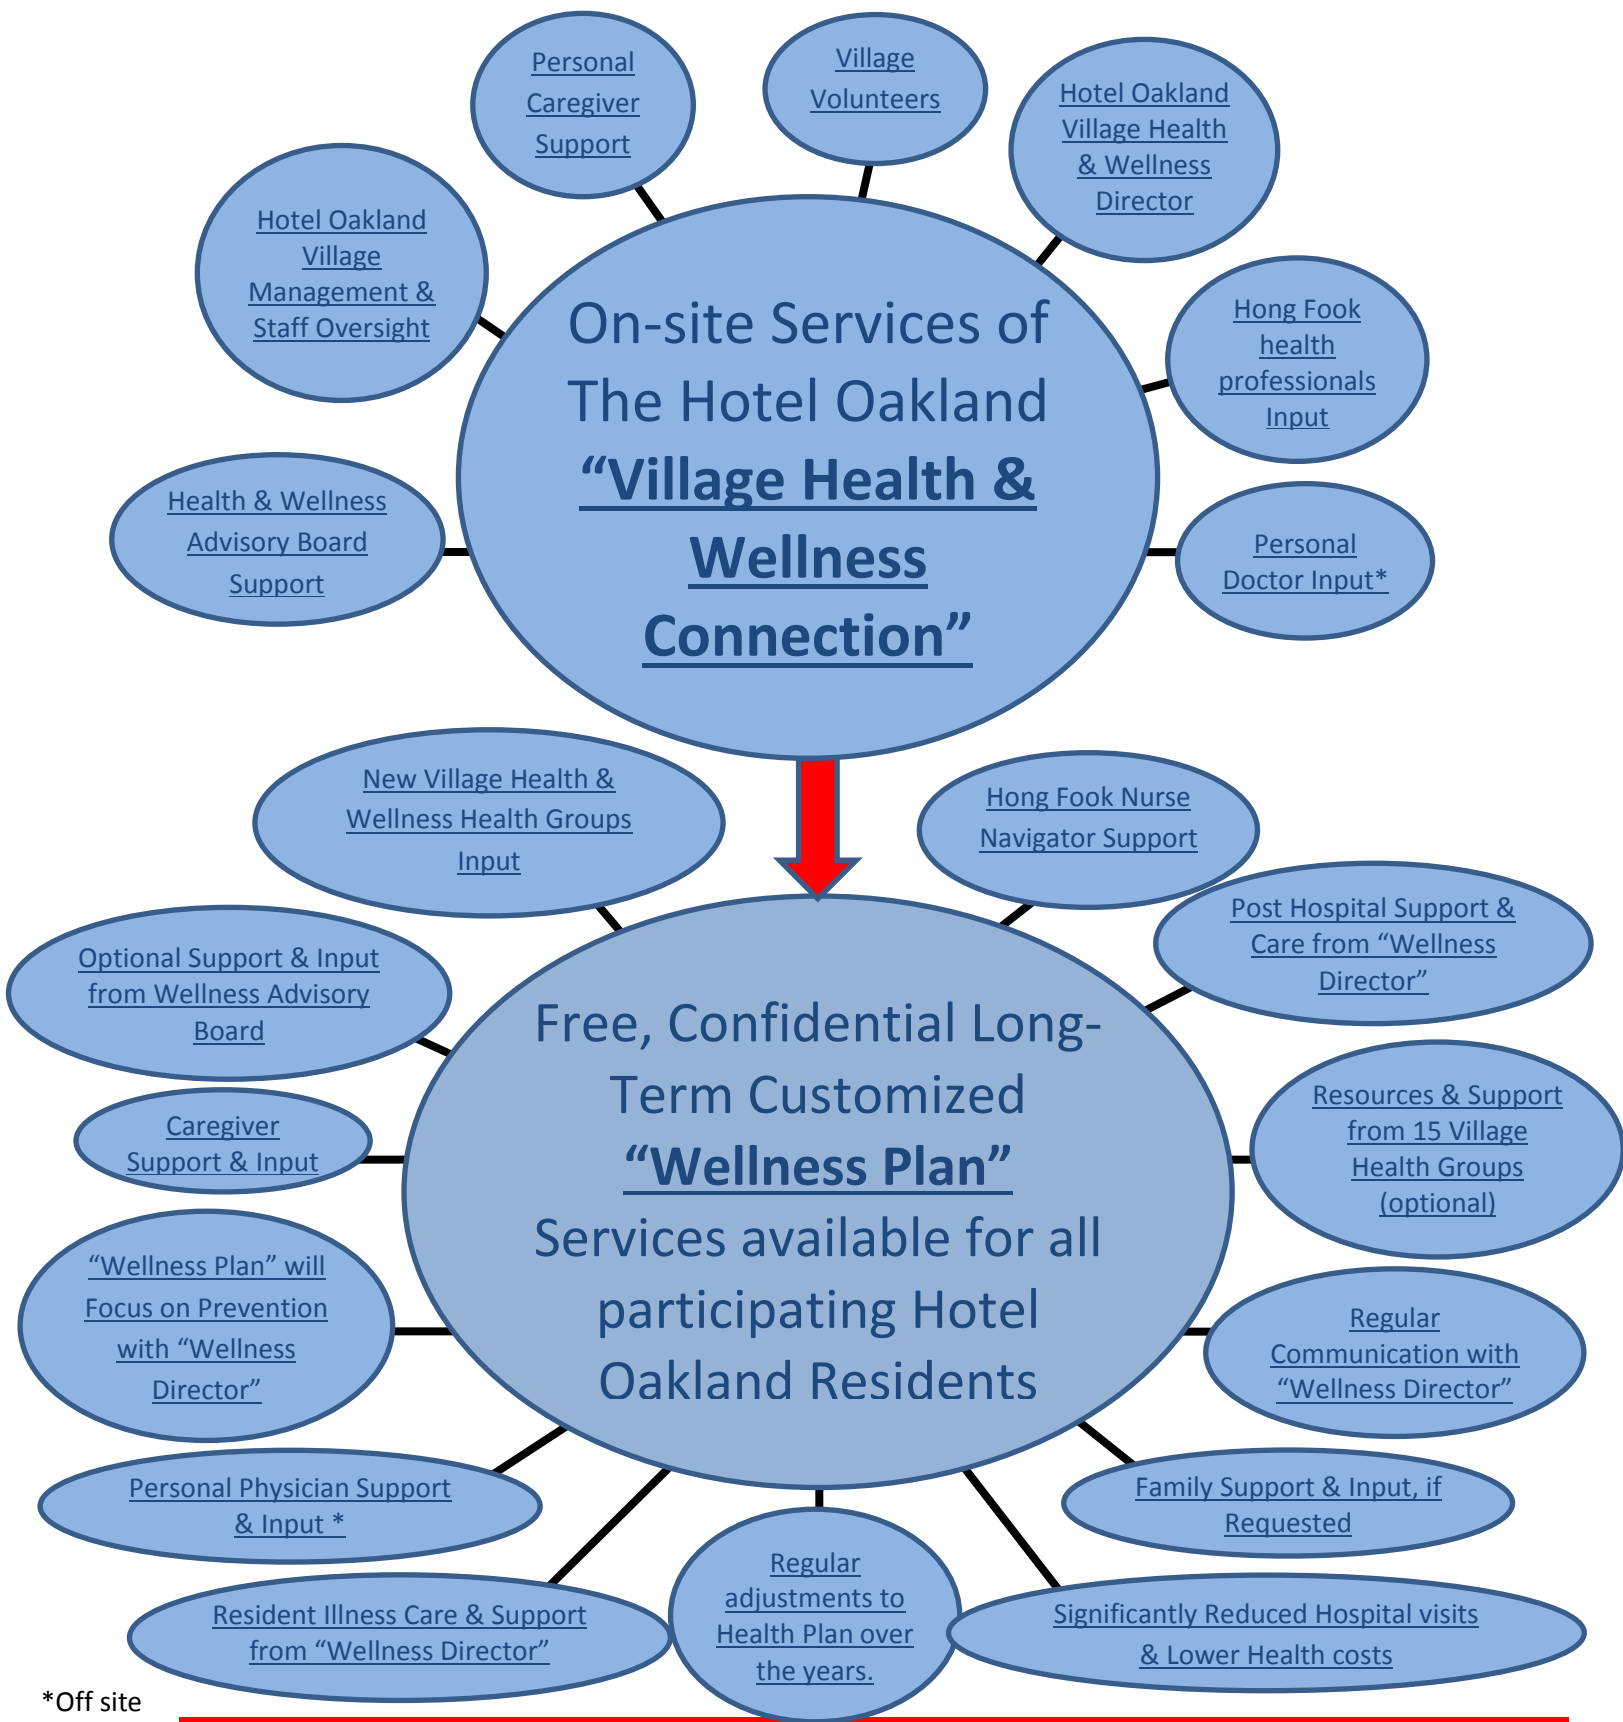 Personal
Caregiver
Support
Village
Volunteers
Hotel Oakland
Village Health
& Wellness
Director
Hotel Oakland
Village
Management &
Staff Oversight
Hong Fook
health
professionals
Input
Health & Wellness
Advisory Board
Support
Personal
Doctor Input*
On-site Services of
The Hotel Oakland
“Village Health &
Wellness
Connection”
New Village Health &
Wellness Health Groups
Input
Hong Fook Nurse
Navigator Support
Optional Support & Input
from Wellness Advisory
Board
Post Hospital Support &
Care from “Wellness
Director”
Free, Confidential Long-
Term Customized
“Wellness Plan”
Services available for all
participating Hotel
Oakland Residents
Caregiver
Support & Input
Resources & Support
from 15 Village
Health Groups
(optional)
“Wellness Plan” will
Focus on Prevention
with “Wellness
Director”
Regular
Communication with
“Wellness Director”
Personal Physician Support
& Input *
Family Support & Input, if
Requested
Resident Illness Care & Support
from “Wellness Director”
Regular
adjustments to
Health Plan over
the years.
Significantly Reduced Hospital visits
& Lower Health costs
*Off site